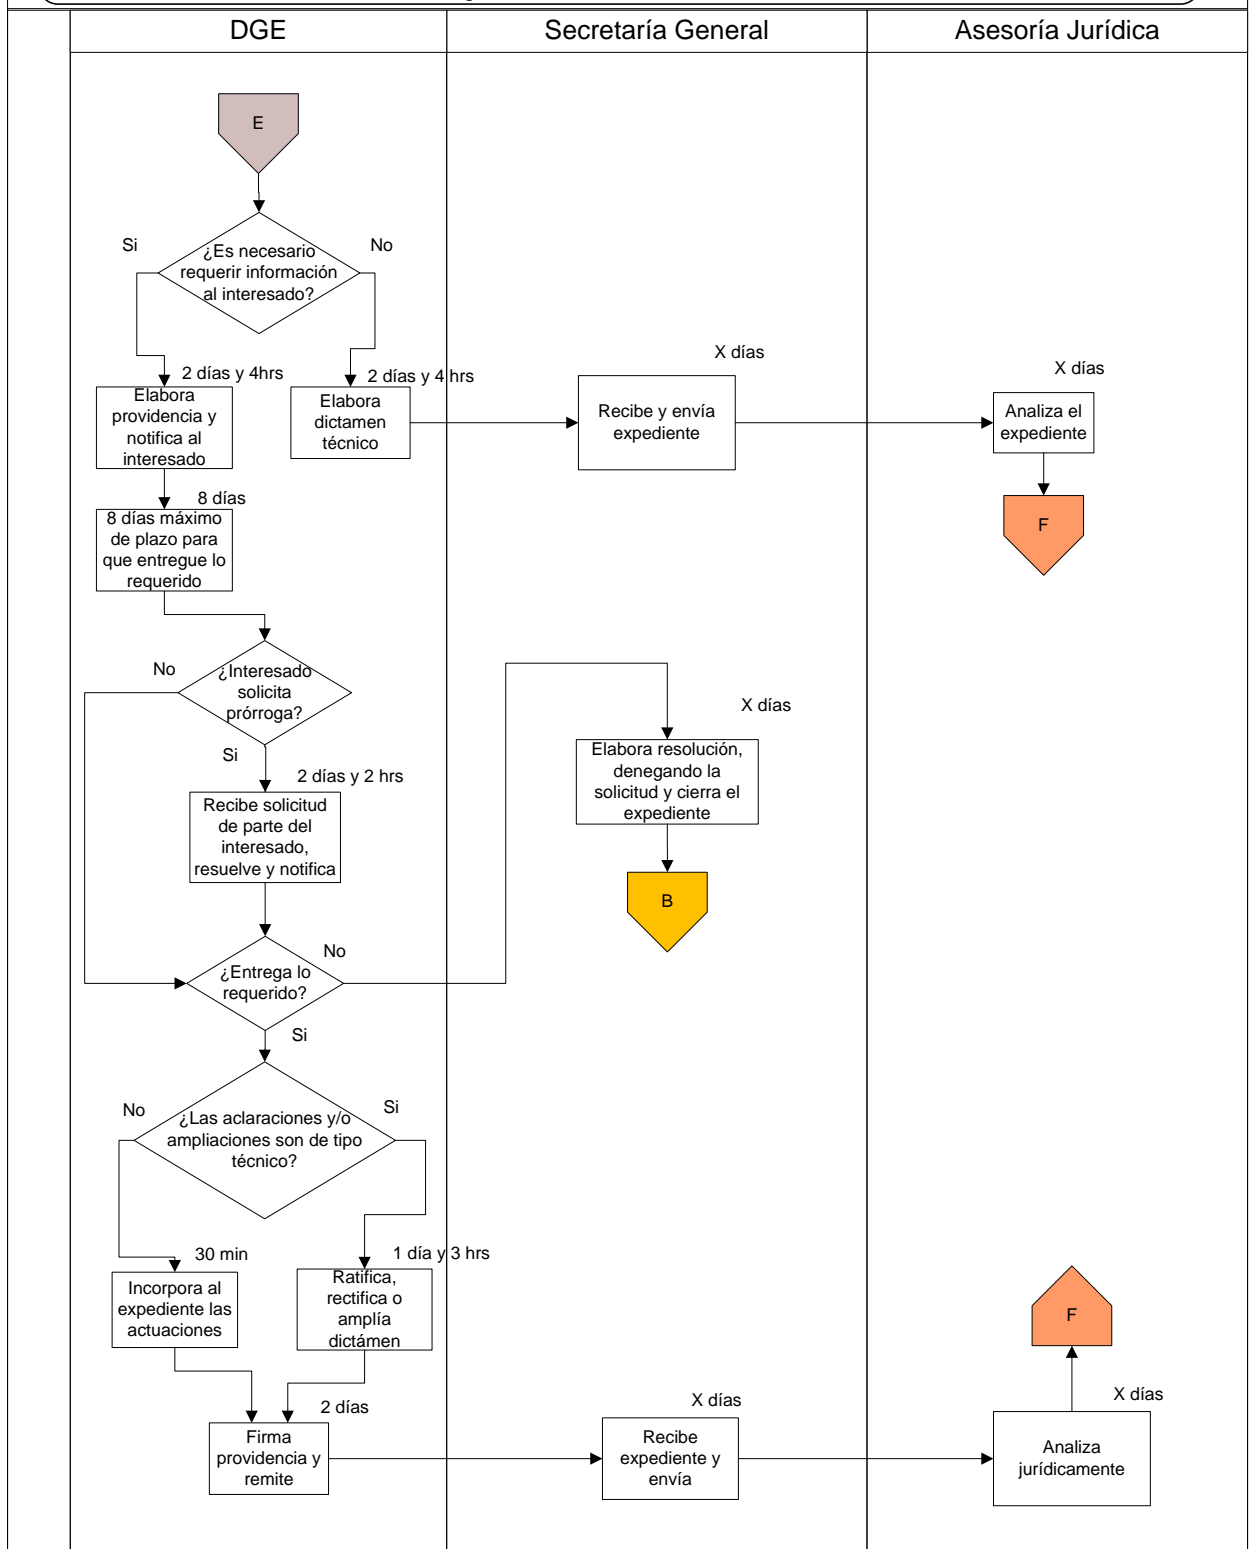 DGE
Secretaría General
Asesoría Jurídica
E
¿Es necesario
requerir información
al interesado?
Si
No
2 días y 4hrs
Elabora
providencia y
notifica al
interesado
2 días y 4 hrs
Elabora
dictamen
técnico
X días
Recibe y envía
expediente
X días
Analiza el
expediente
F
8 días
8 días máximo
de plazo para
que entregue lo
requerido
No
¿Interesado
solicita
prórroga?
Si
2 días y 2 hrs
Recibe solicitud
de parte del
interesado,
resuelve y notifica
X días
Elabora resolución,
denegando la
solicitud y cierra el
expediente
B
¿Entrega lo
requerido?
No
Si
No
¿Las aclaraciones y/o
ampliaciones son de tipo
técnico?
Si
30 min
Incorpora al
expediente las
actuaciones
1 día y 3 hrs
Ratifica,
rectifica o
amplía
dictámen
2 días
Firma
providencia y
remite
X días
Recibe
expediente y
envía
X días
Analiza
jurídicamente
F